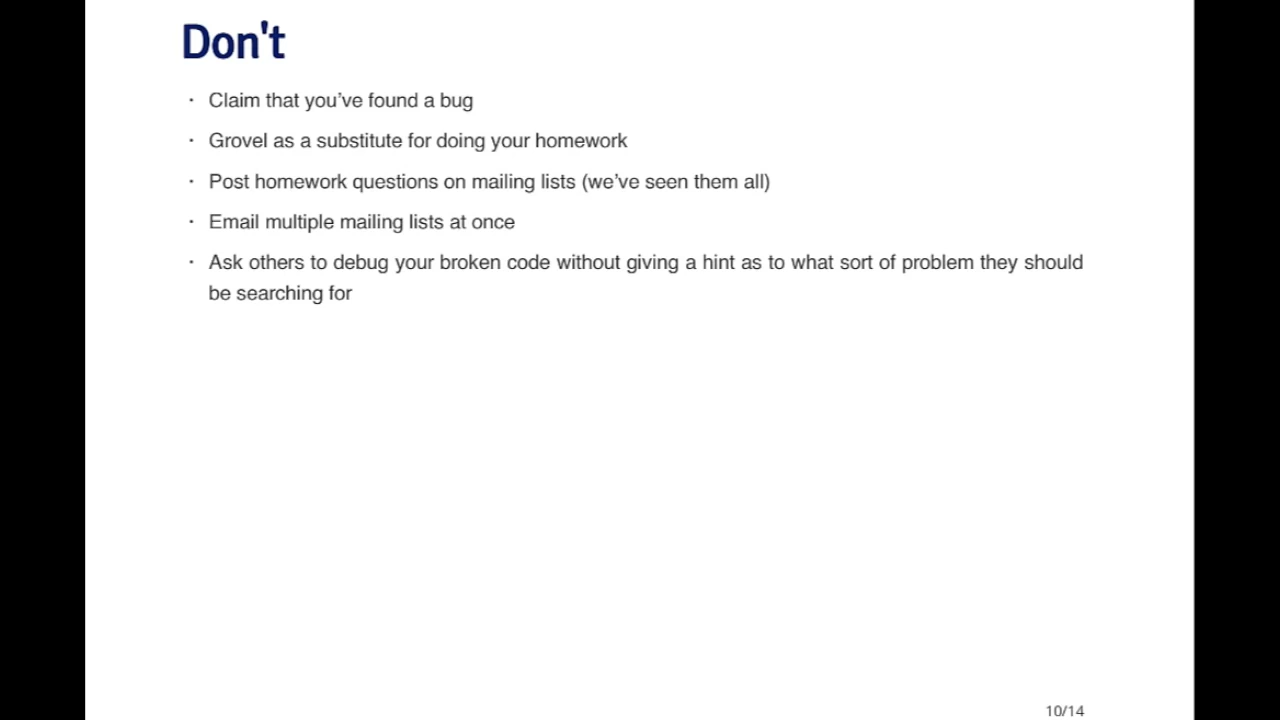 Don't
· Claim that you’ve found a bug
· Grovel as a substitute for doing your homework
· Post homework questions on mailing lists (we’ve seen them all)
· Email multiple mailing lists at once
· Ask others to debug your broken code without giving a hint as to what sort of problem they should
be searching for
10/14